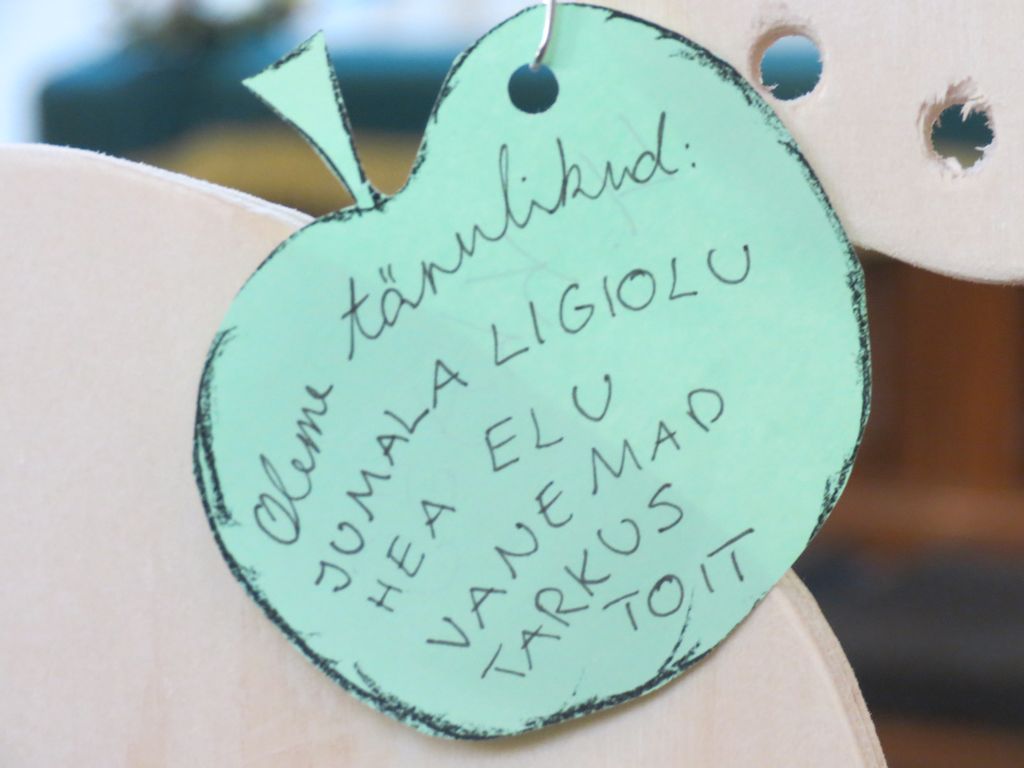 Oleme tänulikud:
JUMALA LIGIOLU
HEA ELU
VANEMAD
TARKUS
TOIT